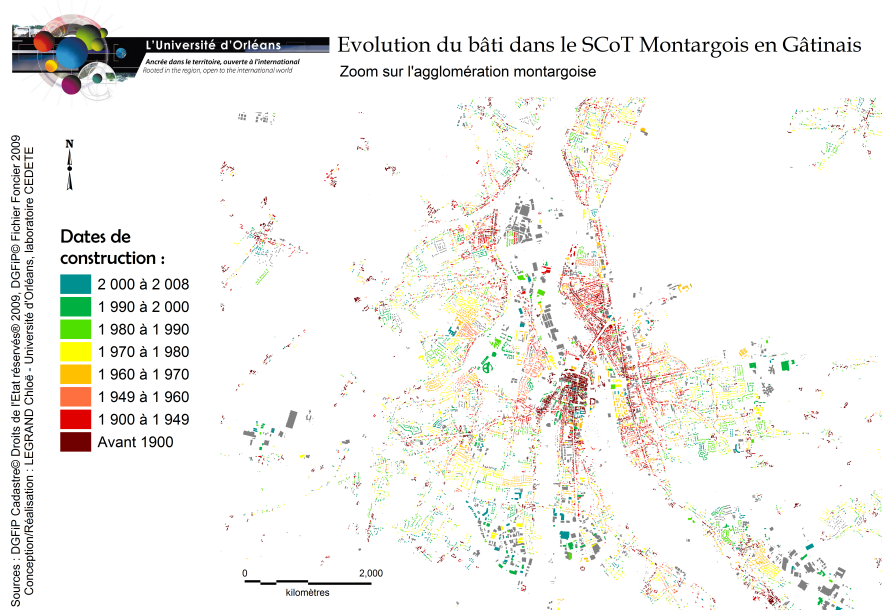 L'Université d'Orléans
Ancrée dans le territoire, ouverte à l'international
Rooted in the region, open to the international world
Evolution du bâti dans le SCoT Montargois en Gâtinais
Zoom sur l'agglomération montargoise
N
Dates de
construction :
2 000 à 2 008
1 990 à 2 000
1 980 à 1 990
1 970 à 1 980
1 960 à 1 970
1 949 à 1 960
1 900 à 1 949
Avant 1900
0 2,000
kilomètres
Sources : DGFIP Cadastre© Droits de l'Etat réservés® 2009, DGFiP© Fichier Foncier 2009
Conception/Réalisation : LEGRAND Chloé - Université d'Orléans, laboratoire CEDETE